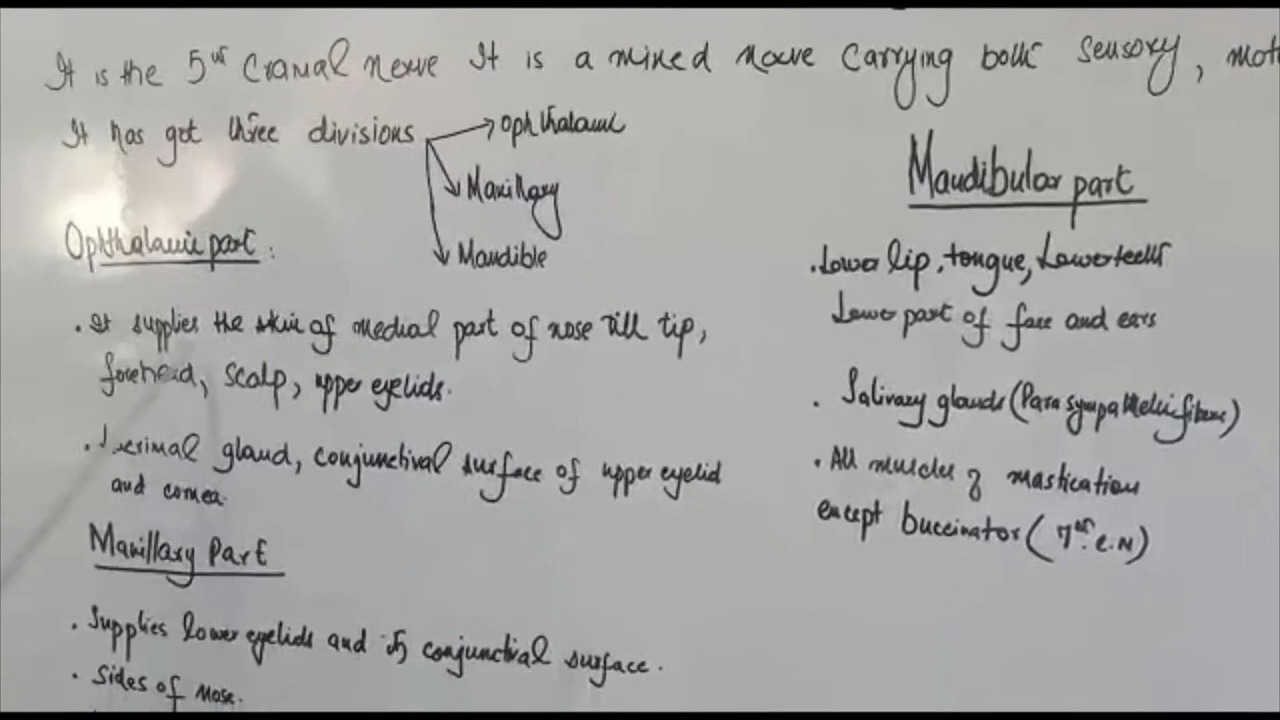 It is the 5th Cranial nerve It is a mixed nerve carrying both sensory, mot
It has got three divisions
Ophthalamic
Maxillary
Mandible
Opthalamic part:
. It supplies the skin of medial part of nose till tip,
forehead, scalp, upper eyelids.
. Lacrimal gland, conjunctival surface of upper eyelid
and cornea.
Maxillary Part
. Supplies lower eyelids and its conjunctival surface.
. Sides of nose.
Mandibular part
. Lower lip, tongue, Lower teeth
Lower part of face and ears
. Salivary glands (Para sympathetic fibres)
. All muscles of mastication
except buccinator (7th C.N)